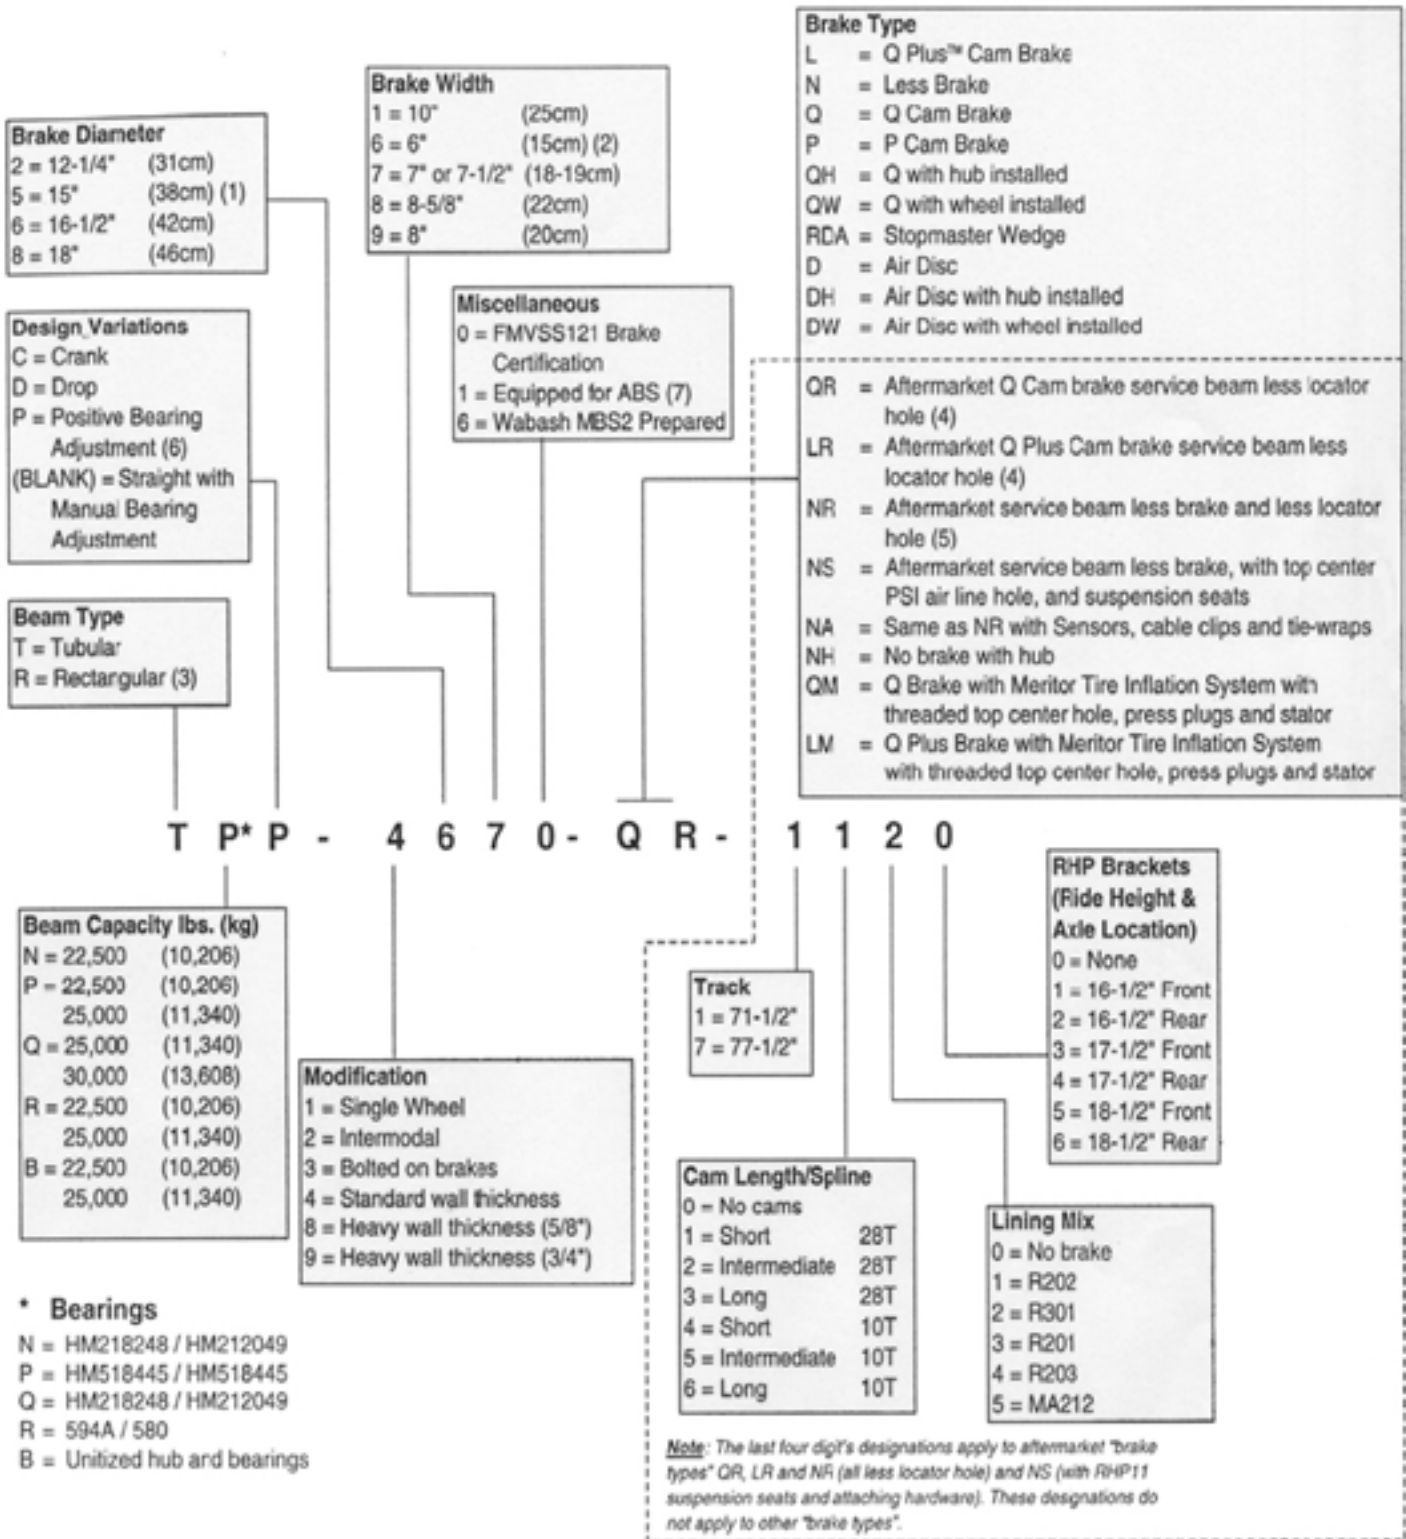 Brake Type
L = Q Plus™ Cam Brake
N = Less Brake
Q = Q Cam Brake
P = P Cam Brake
QH = Q with hub installed
QW = Q with wheel installed
RDA = Stopmaster Wedge
D = Air Disc
DH = Air Disc with hub installed
DW = Air Disc with wheel installed
QR = Aftermarket Q Cam brake service beam less locator
hole (4)
LR = Aftermarket Q Plus Cam brake service beam less
locator hole (4)
NR = Aftermarket service beam less brake and less locator
hole (5)
NS = Aftermarket service beam less brake, with top center
PSI air line hole, and suspension seats
NA = Same as NR with Sensors, cable clips and tie-wraps
NH = No brake with hub
QM = Q Brake with Meritor Tire Inflation System with
threaded top center hole, press plugs and stator
LM = Q Plus Brake with Meritor Tire Inflation System
with threaded top center hole, press plugs and stator
Brake Width
1 = 10" (25cm)
6 = 6" (15cm) (2)
7 = 7" or 7-1/2" (18-19cm)
8 = 8-5/8" (22cm)
9 = 8" (20cm)
Brake Diameter
2 = 12-1/4" (31cm)
5 = 15" (38cm) (1)
6 = 16-1/2" (42cm)
8 = 18" (46cm)
Miscellaneous
0 = FMVSS121 Brake
Certification
1 = Equipped for ABS (7)
6 = Wabash MBS2 Prepared
Design Variations
C = Crank
D = Drop
P = Positive Bearing
Adjustment (6)
(BLANK) = Straight with
Manual Bearing
Adjustment
Beam Type
T = Tubular
R = Rectangular (3)
T P* P - 4 6 7 0 - Q R - 1 1 2 0
Beam Capacity lbs. (kg)
N = 22,500 (10,206)
P = 22,500 (10,206)
25,000 (11,340)
Q = 25,000 (11,340)
30,000 (13,608)
R = 22,500 (10,206)
25,000 (11,340)
B = 22,500 (10,206)
25,000 (11,340)
Modification
1 = Single Wheel
2 = Intermodal
3 = Bolted on brakes
4 = Standard wall thickness
8 = Heavy wall thickness (5/8")
9 = Heavy wall thickness (3/4")
Track
1 = 71-1/2"
7 = 77-1/2"
RHP Brackets
(Ride Height &
Axle Location)
0 = None
1 = 16-1/2" Front
2 = 16-1/2" Rear
3 = 17-1/2" Front
4 = 17-1/2" Rear
5 = 18-1/2" Front
6 = 18-1/2" Rear
Cam Length/Spline
0 = No cams
1 = Short 28T
2 = Intermediate 28T
3 = Long 28T
4 = Short 10T
5 = Intermediate 10T
6 = Long 10T
Lining Mix
0 = No brake
1 = R202
2 = R301
3 = R201
4 = R203
5 = MA212
* Bearings
N = HM218248 / HM212049
P = HM518445 / HM518445
Q = HM218248 / HM212049
R = 594A / 580
B = Unitized hub and bearings
Note: The last four digit's designations apply to aftermarket "brake
types" QR, LR and NR (all less locator hole) and NS (with RHP11
suspension seats and attaching hardware). These designations do
not apply to other "brake types".